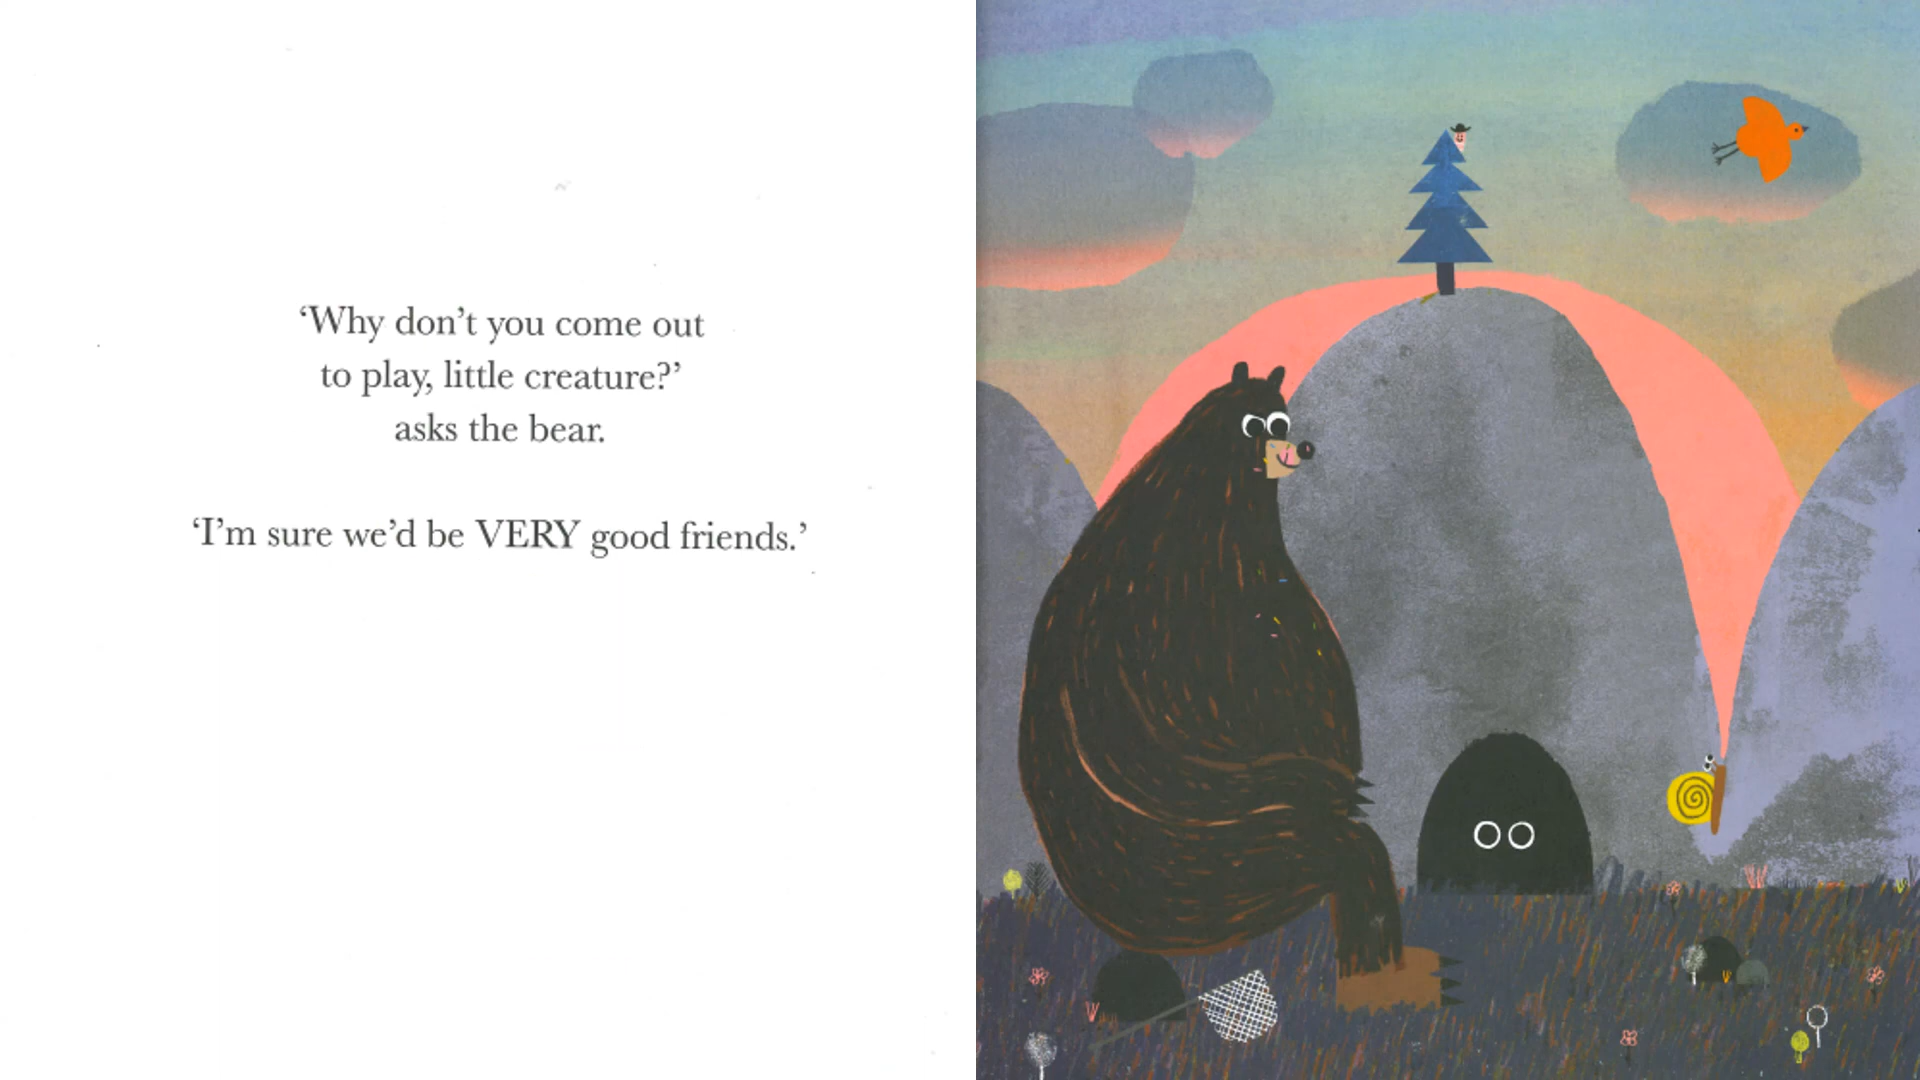 ‘Why don’t you come out
to play, little creature?’
asks the bear.
‘I’m sure we’d be VERY good friends.’